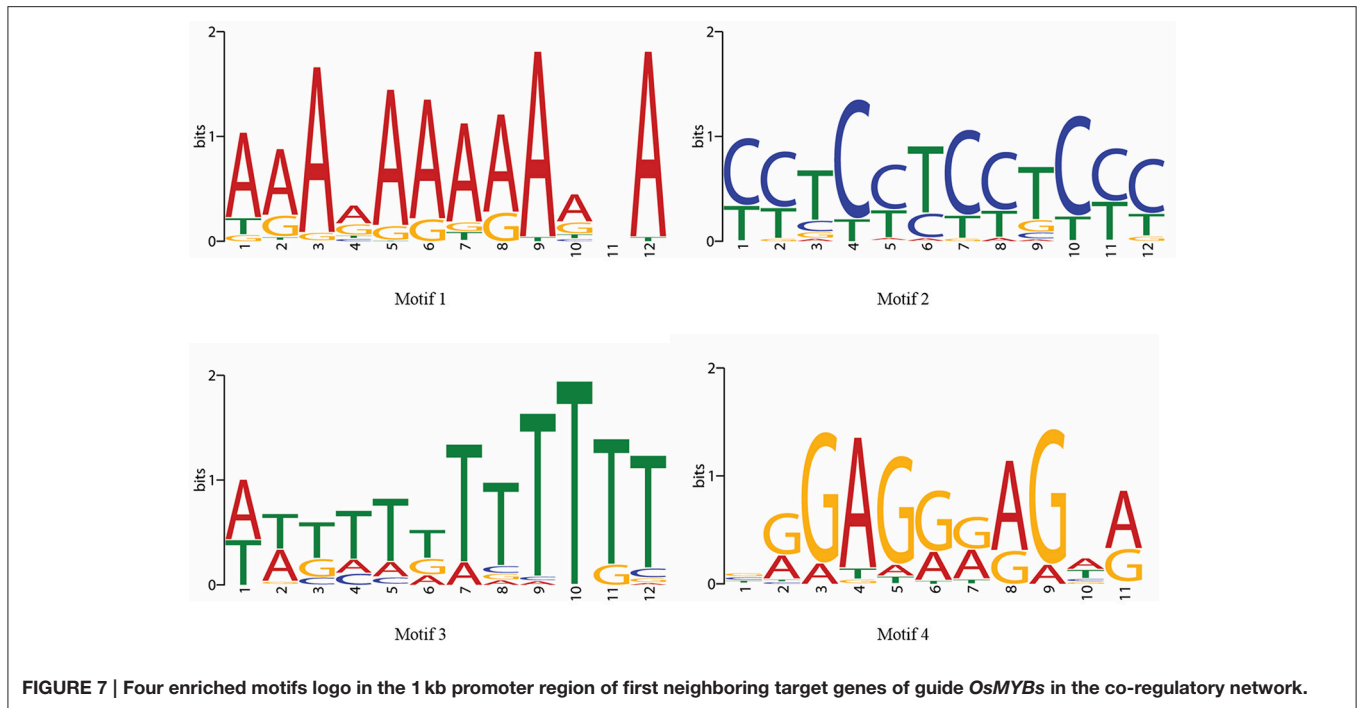 2
bits
1
0
A A A A A A A A A A A
T G G G G G G G G T G T
G T T T T
C C
1 2 3 4 5 6 7 8 9 10 11 12
Motif 1
2
bits
1
0
C C T C C T C C T C C C
T T C T T C T T G T T T
G G A A G A C G
A
1 2 3 4 5 6 7 8 9 10 11 12
Motif 2
2
bits
1
0
A T T T T T T T T T T T
T A G A A G A C C G C
C C C A G A G
A A
1 2 3 4 5 6 7 8 9 10 11 12
Motif 3
2
bits
1
0
G G A G G G A G A A
A A T A A A G A T G
G T T T
1 2 3 4 5 6 7 8 9 10 11
Motif 4
FIGURE 7 | Four enriched motifs logo in the 1 kb promoter region of first neighboring target genes of guide OsMYBs in the co-regulatory network.